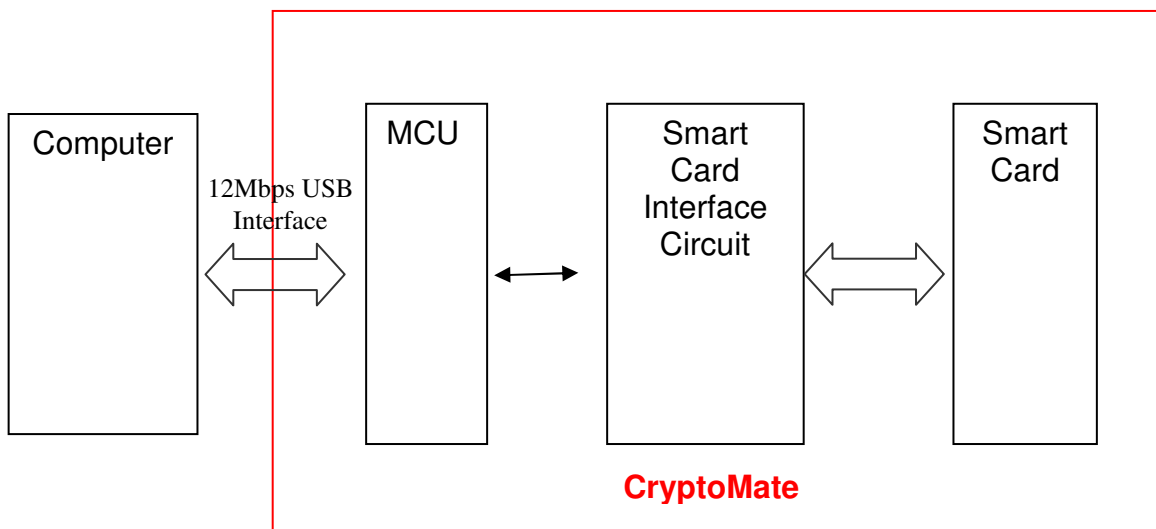 Computer
12Mbps USB
Interface
MCU
Smart
Card
Interface
Circuit
Smart
Card
CryptoMate